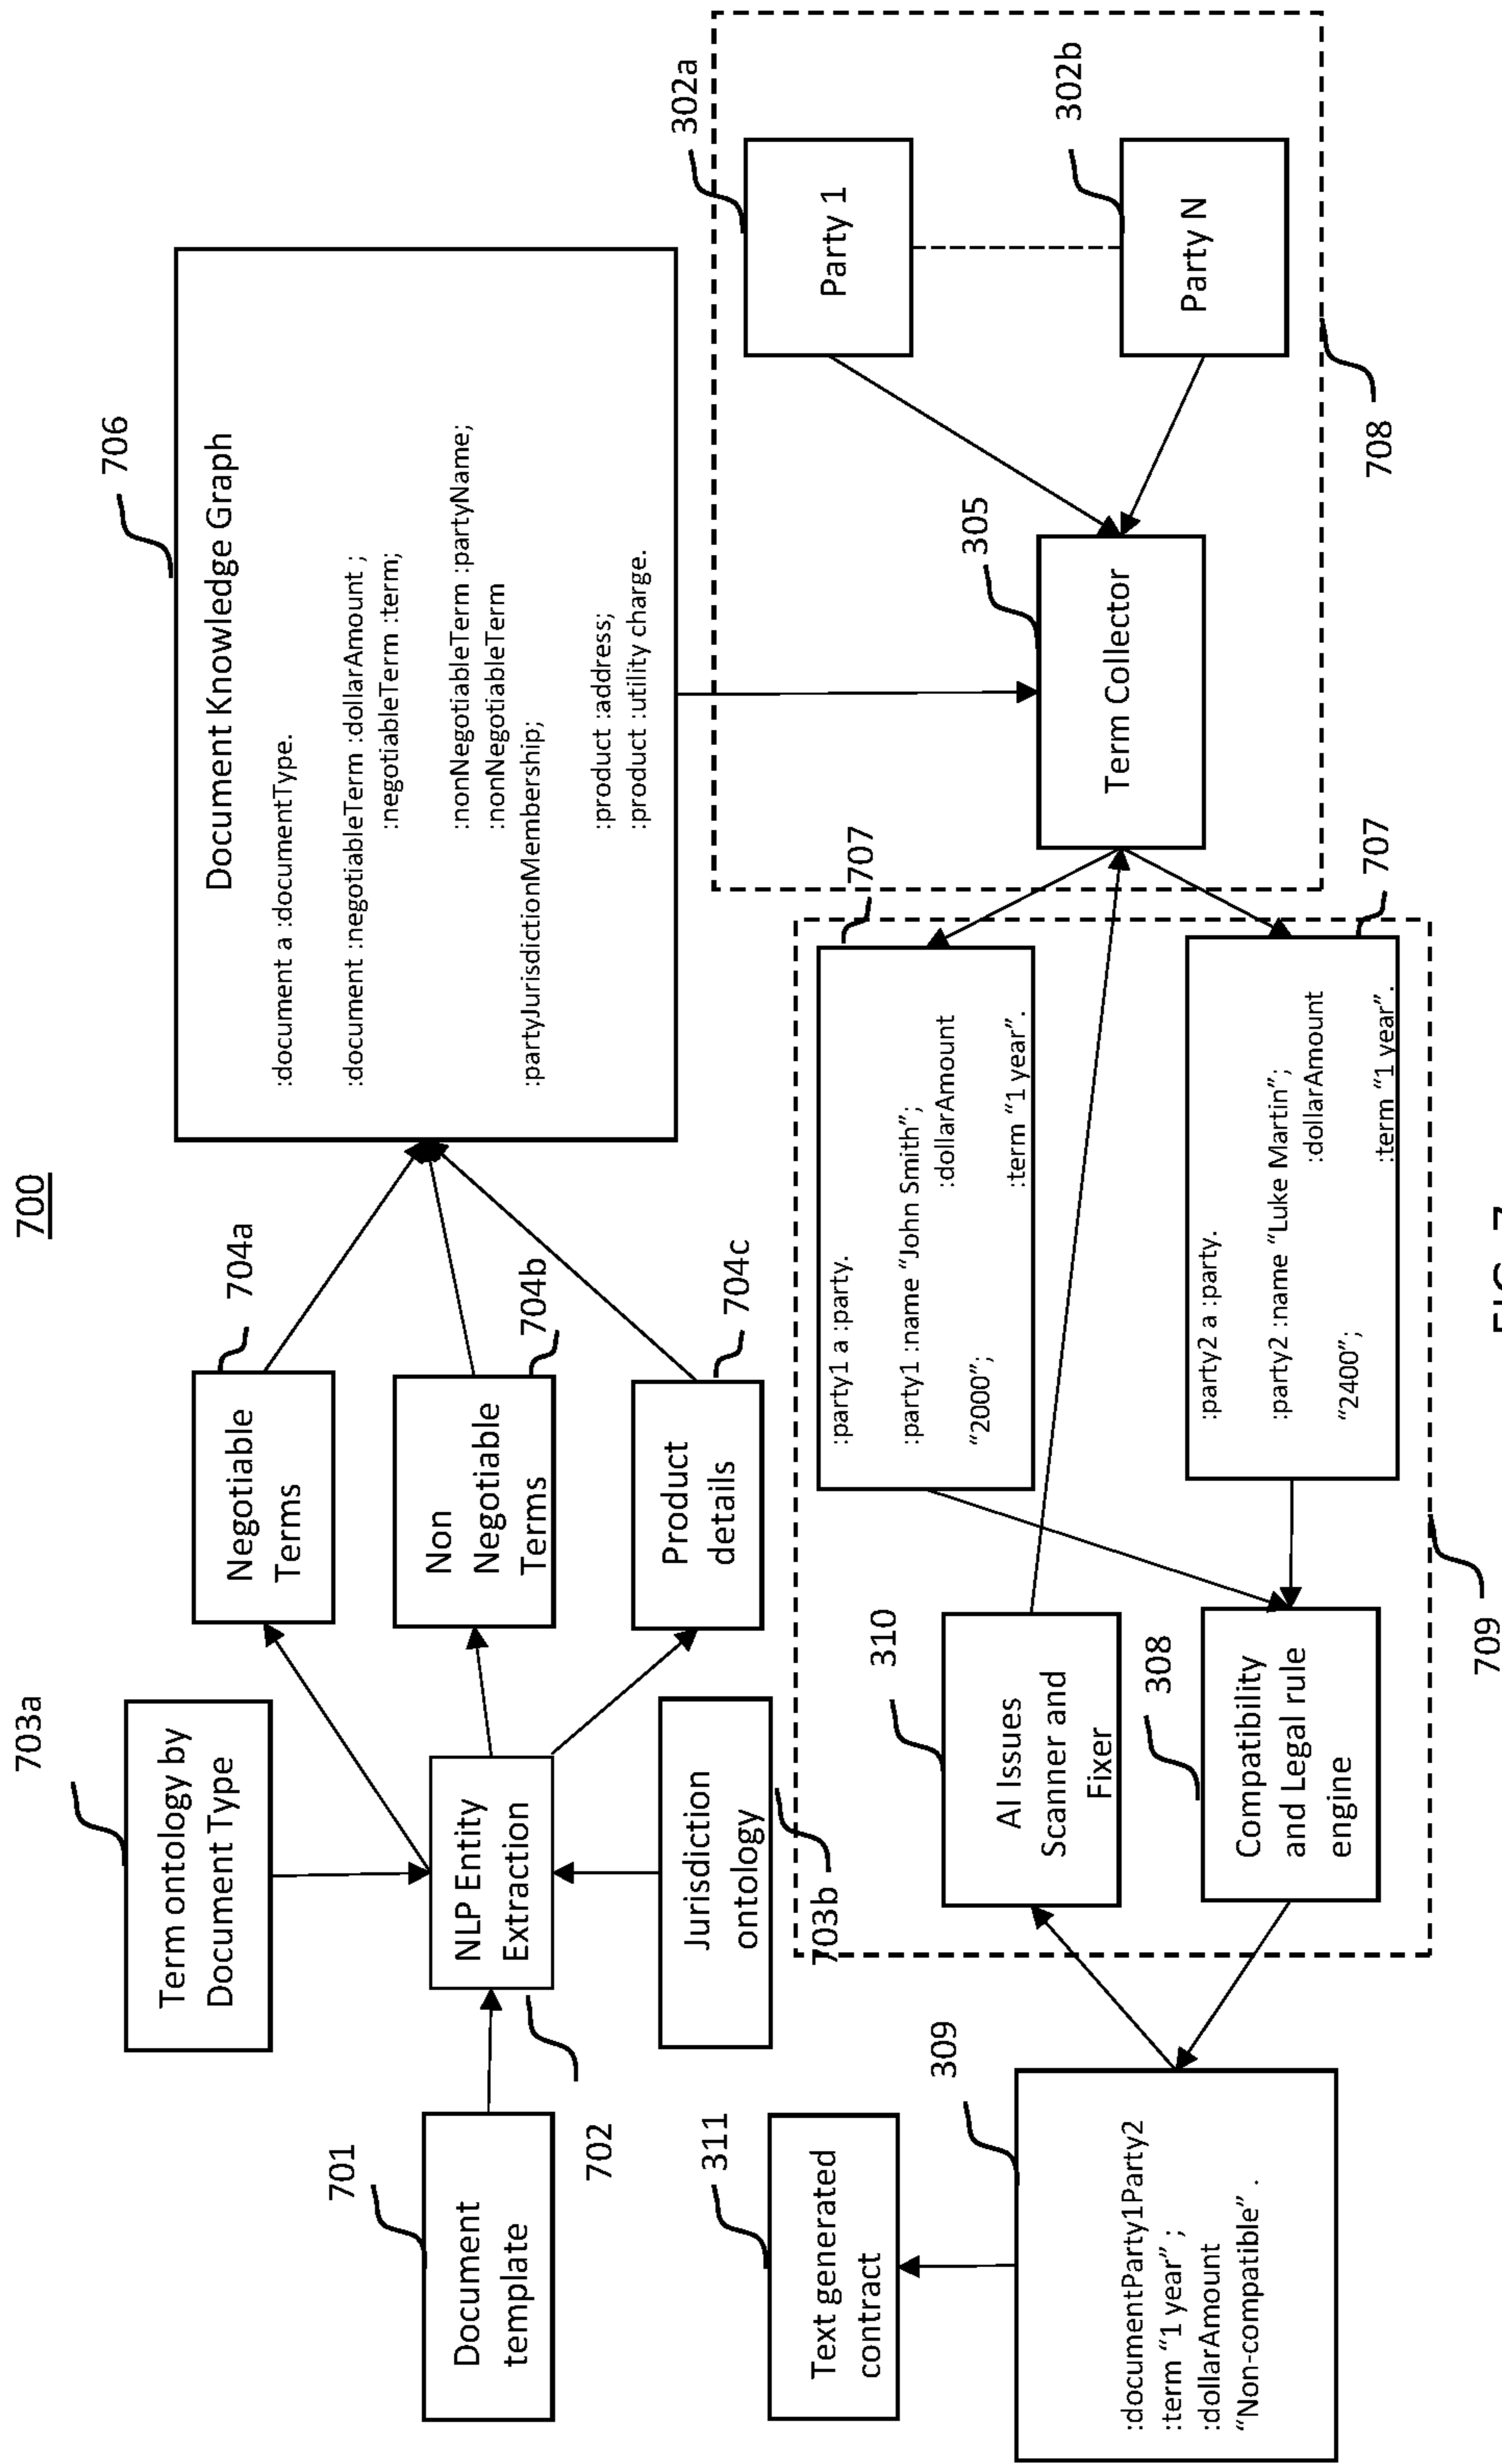 700
703a
Term ontology by
Document Type
701
Document
template
702
NLP Entity
Extraction
Jurisdiction
ontology
703b
704a
Negotiable
Terms
704b
Non
Negotiable
Terms
704c
Product
details
706
Document Knowledge Graph
:document a :documentType.
:document :negotiableTerm :dollarAmount ;
:negotiableTerm :term;
:nonNegotiableTerm :partyName;
:nonNegotiableTerm
:partyJurisdictionMembership;
:product :address;
:product :utility charge.
311
Text generated
contract
309
:documentParty1Party2
:term “1 year” ;
:dollarAmount
“Non-compatible” .
310
AI Issues
Scanner and
Fixer
308
Compatibility
and Legal rule
engine
707
:party1 a :party.
:party1 :name “John Smith”;
:dollarAmount
“2000”;
:term “1 year”.
707
:party2 a :party.
:party2 :name “Luke Martin”;
:dollarAmount
“2400”;
:term “1 year”.
709
305
Term Collector
302a
Party 1
302b
Party N
708
FIG. 7